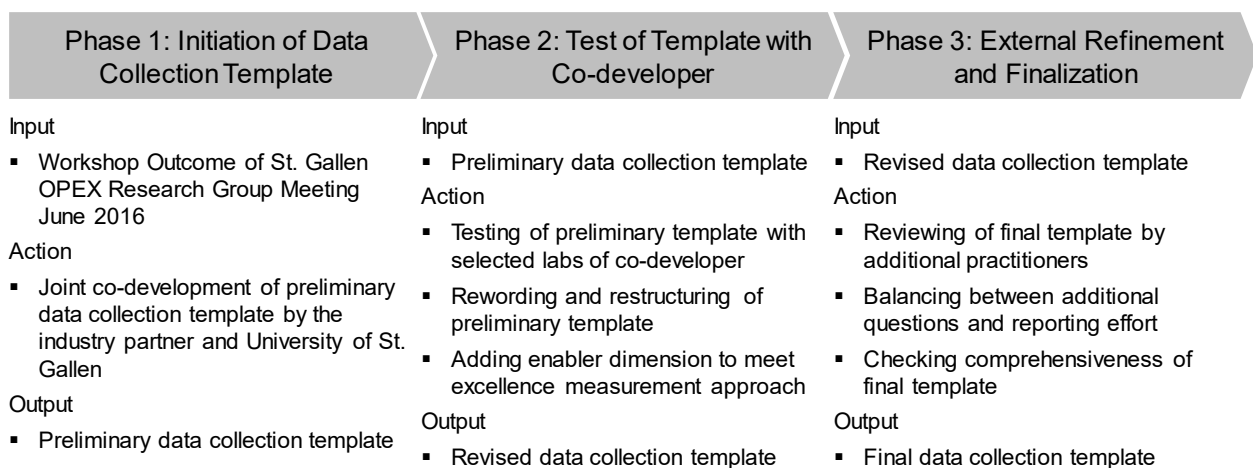 Phase 1: Initiation of Data
Collection Template
Input
▪ Workshop Outcome of St. Gallen
OPEX Research Group Meeting
June 2016
Action
▪ Joint co-development of preliminary
data collection template by the
industry partner and University of St.
Gallen
Output
▪ Preliminary data collection template
Phase 2: Test of Template with
Co-developer
Input
▪ Preliminary data collection template
Action
▪ Testing of preliminary template with
selected labs of co-developer
▪ Rewording and restructuring of
preliminary template
▪ Adding enabler dimension to meet
excellence measurement approach
Output
▪ Revised data collection template
Phase 3: External Refinement
and Finalization
Input
▪ Revised data collection template
Action
▪ Reviewing of final template by
additional practitioners
▪ Balancing between additional
questions and reporting effort
▪ Checking comprehensiveness of
final template
Output
▪ Final data collection template